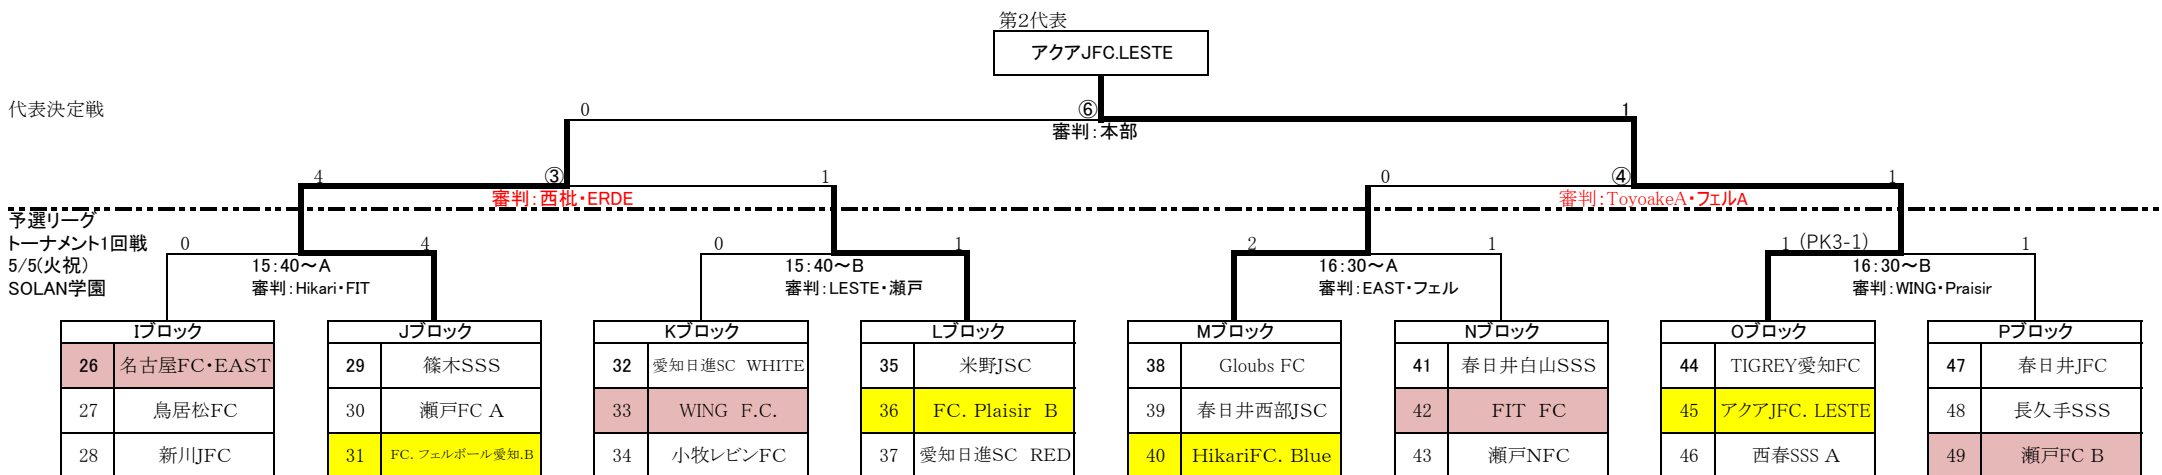 第2代表
アクアJFC.LESTE
代表決定戦
0 ⑥ 1
審判：本部
4 ③ 1 0 ④ 1
審判：西枇・ERDE 審判：ToyoakeA・フェルA
予選リーグ
トーナメント1回戦
5/5(火祝)
SOLAN学園
0 4 0 1 2 1 1 (PK3-1) 1
15:40～A 15:40～B 16:30～A 16:30～B
審判：Hikari・FIT 審判：LESTE・瀬戸 審判：EAST・フェル 審判：WING・Praisir
Iブロック Jブロック Kブロック Lブロック Mブロック Nブロック Oブロック Pブロック
26 名古屋FC・EAST 29 篠木SSS 32 愛知日進SC WHITE 35 米野JSC 38 Gloubs FC 41 春日井白山SSS 44 TIGREY愛知FC 47 春日井JFC
27 鳥居松FC 30 瀬戸FC A 33 WING F.C. 36 FC. Plaisir B 39 春日井西部JSC 42 FIT FC 45 アクアJFC. LESTE 48 長久手SSS
28 新川JFC 31 FC. フェルボール愛知.B 34 小牧レビンFC 37 愛知日進SC RED 40 HikariFC. Blue 43 瀬戸NFC 46 西春SSS A 49 瀬戸FC B